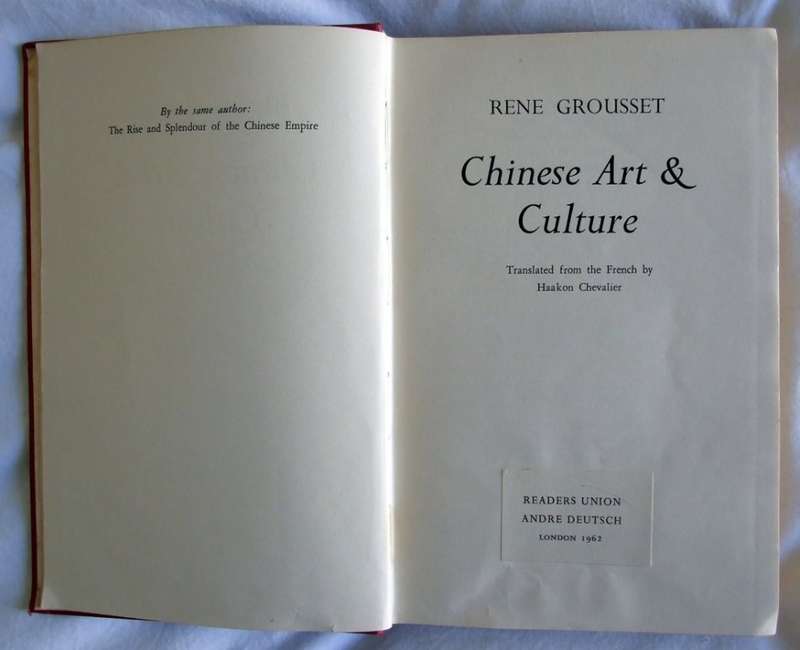 By the same author:
The Rise and Splendour of the Chinese Empire
RENE GROUSSET
Chinese Art &
Culture
Translated from the French by
Haakon Chevalier
READERS UNION
ANDRE DEUTSCH
LONDON 1962